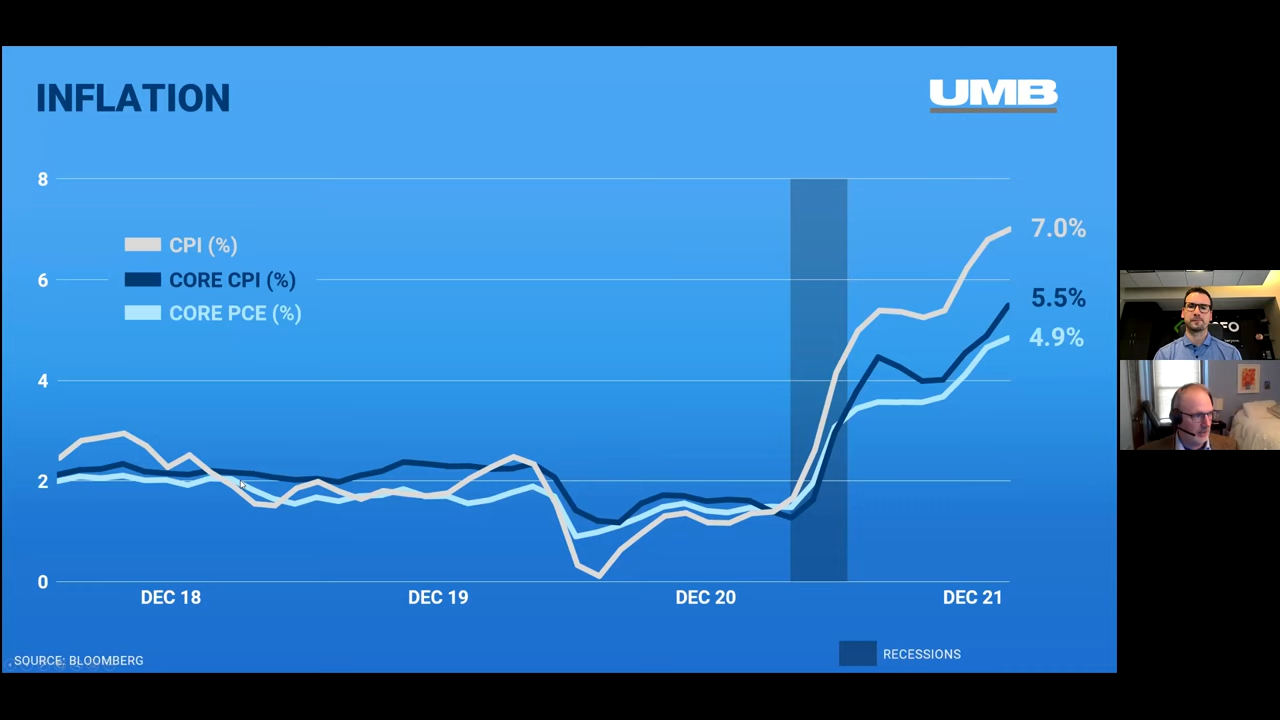 INFLATION
UMB
8
6
4
2
0
CPI (%)
CORE CPI (%)
CORE PCE (%)
7.0%
5.5%
4.9%
DEC 18
DEC 19
DEC 20
DEC 21
RECESSIONS
SOURCE: BLOOMBERG